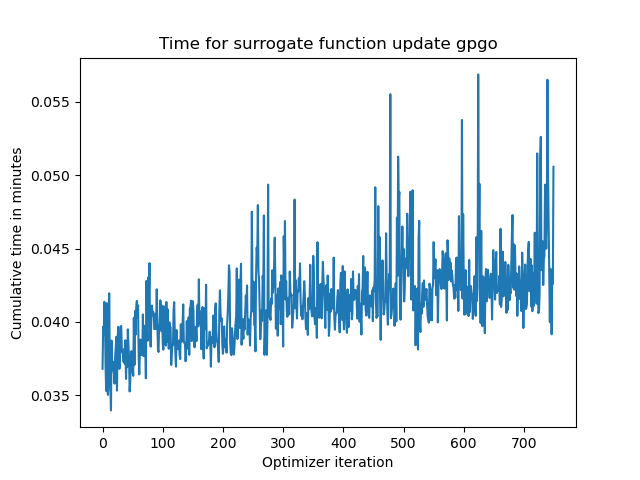 Time for surrogate function update gpgo
Cumulative time in minutes
0.055
0.050
0.045
0.040
0.035
0 100 200 300 400 500 600 700
Optimizer iteration